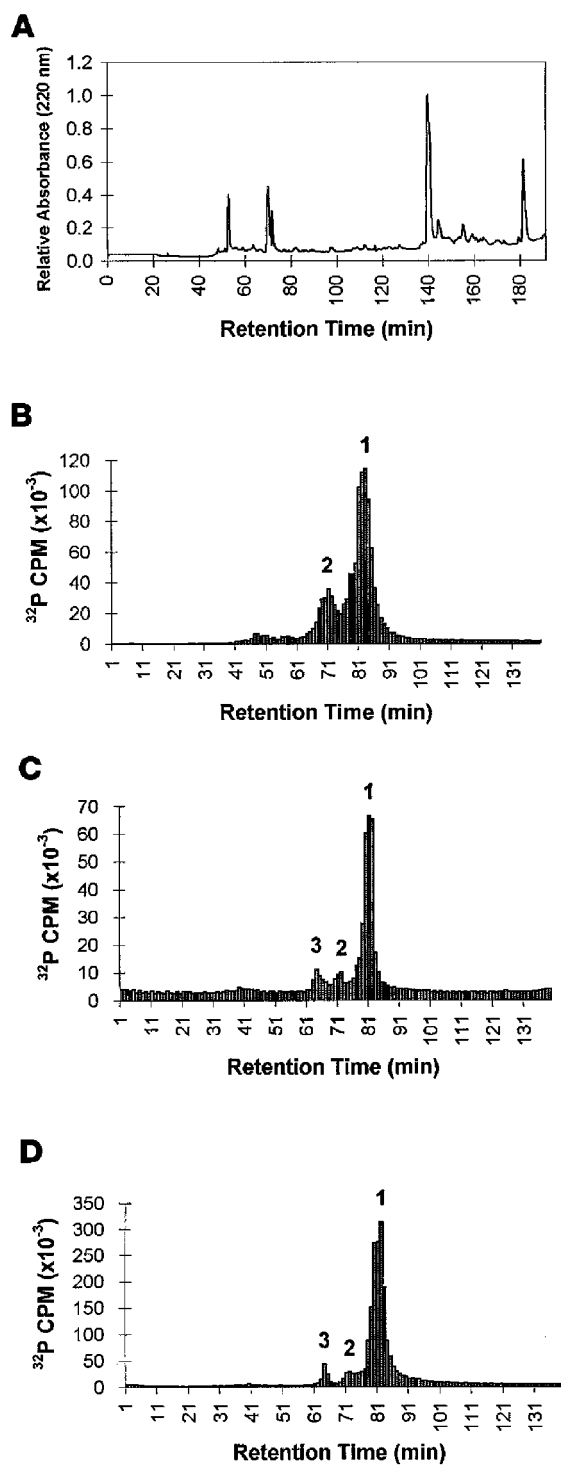 A
Relative Absorbance (220 nm)
1.2
1.0
0.8
0.6
0.4
0.2
0.0
0 20 40 60 80 100 120 140 160 180
Retention Time (min)
B
³²P CPM (x10⁻³)
120
100
80
60
40
20
0
1
2
1 11 21 31 41 51 61 71 81 91 101 111 121 131
Retention Time (min)
C
³²P CPM (x10⁻³)
70
60
50
40
30
20
10
0
1
3 2
1 11 21 31 41 51 61 71 81 91 101 111 121 131
Retention Time (min)
D
³²P CPM (x10⁻³)
350
300
250
200
150
100
50
0
1
3 2
1 11 21 31 41 51 61 71 81 91 101 111 121 131
Retention Time (min)